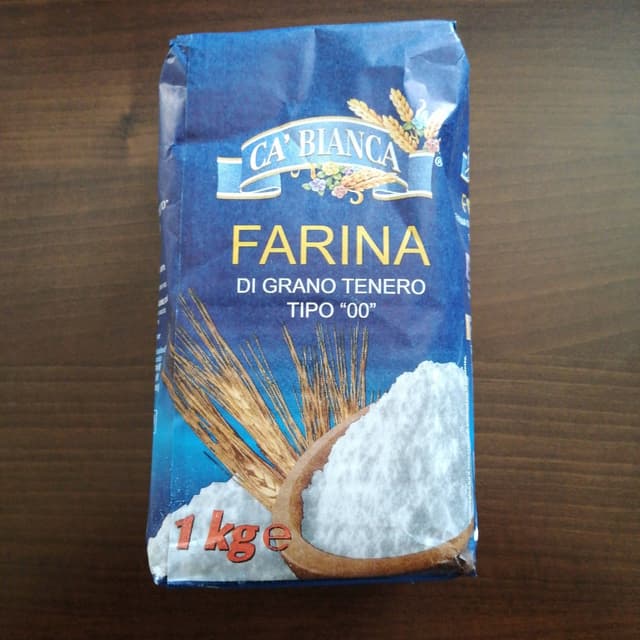 CA' BIANCA
®
FARINA
DI GRANO TENERO
TIPO “00”
1 kg e